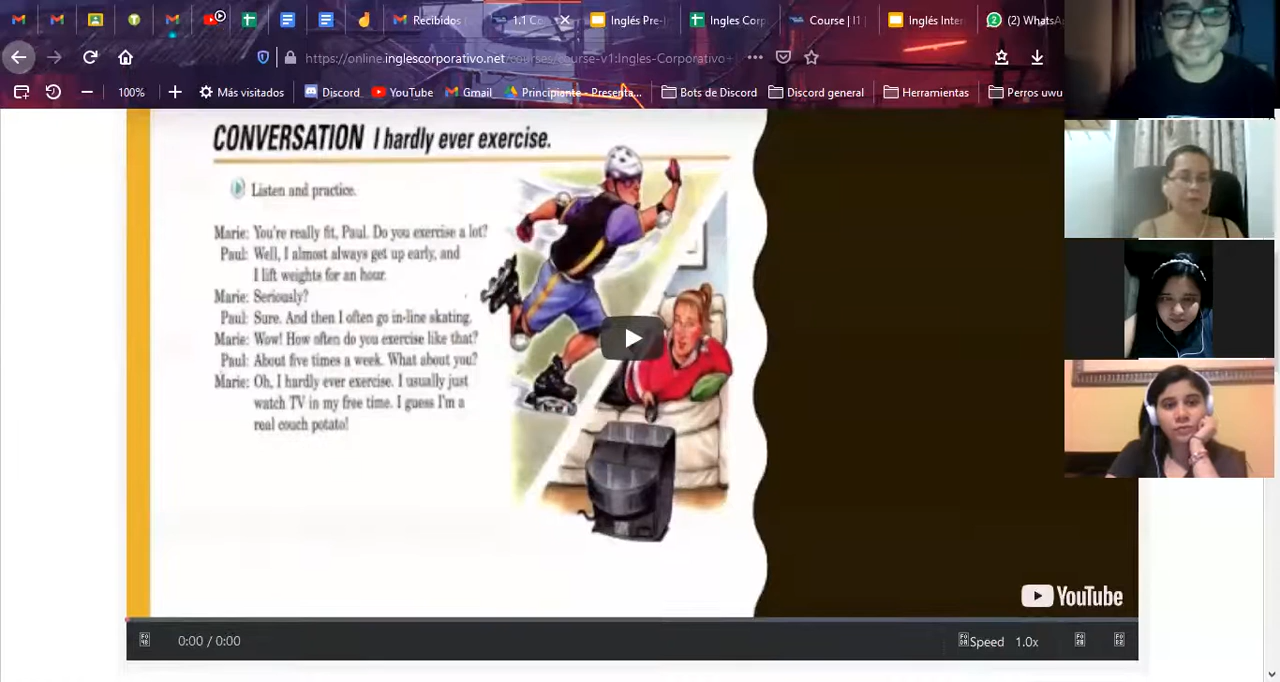 Recibidos
1.1 Co
Inglés Pre-I
Ingles Corp
Course | I1
Inglés Inter
(2) WhatsA
https://online.inglescorporativo.net/courses/course-v1:Ingles-Corporativo+
100%
Más visitados
Discord
YouTube
Gmail
Principiante - Presenta...
Bots de Discord
Discord general
Herramientas
Perros uwu
CONVERSATION I hardly ever exercise.
Listen and practice.
Marie: You're really fit, Paul. Do you exercise a lot?
Paul: Well, I almost always get up early, and
I lift weights for an hour.
Marie: Seriously?
Paul: Sure. And then I often go in-line skating.
Marie: Wow! How often do you exercise like that?
Paul: About five times a week. What about you?
Marie: Oh, I hardly ever exercise. I usually just
watch TV in my free time. I guess I'm a
real couch potato!
YouTube
0:00 / 0:00
Speed 1.0x